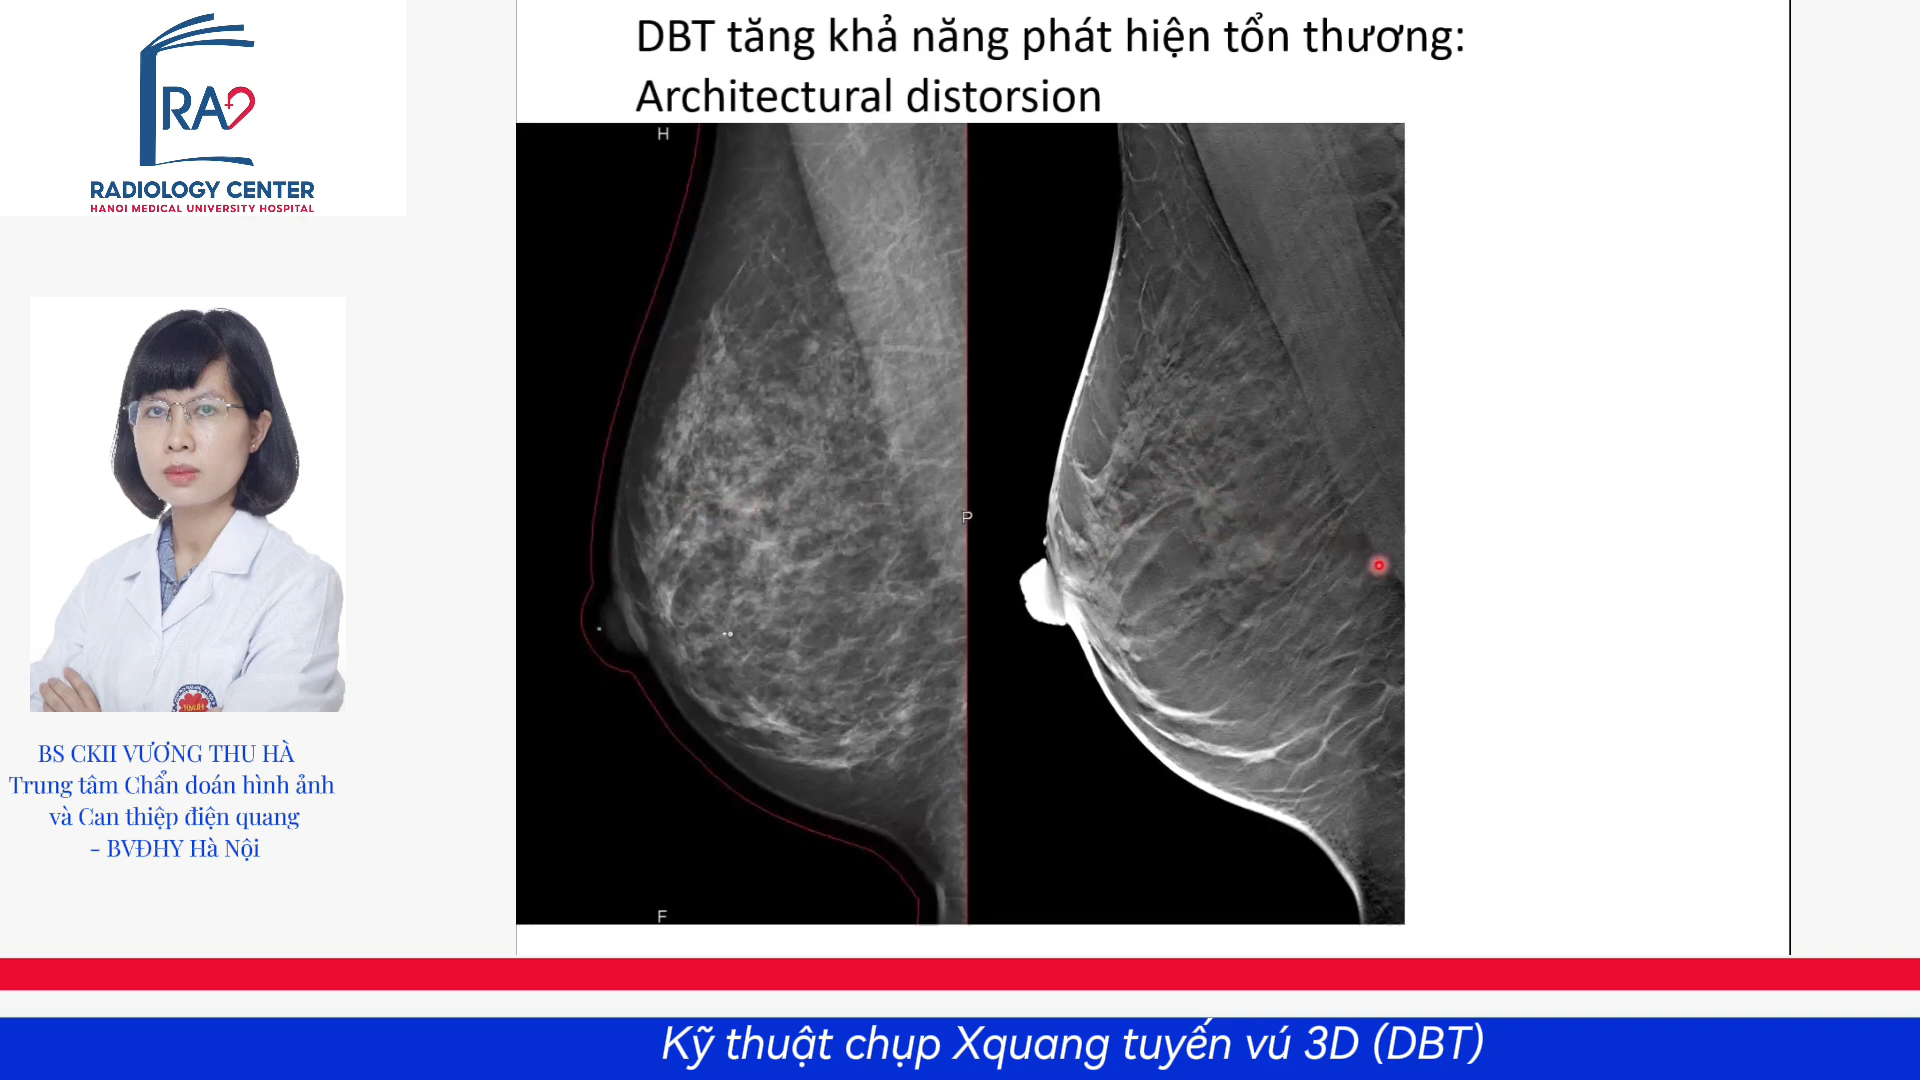 RA
RADIOLOGY CENTER
HANOI MEDICAL UNIVERSITY HOSPITAL
BS CKII VƯƠNG THU HÀ
Trung tâm Chẩn đoán hình ảnh
và Can thiệp điện quang
- BVĐHY Hà Nội
DBT tăng khả năng phát hiện tổn thương:
Architectural distorsion
H
P
F
Kỹ thuật chụp Xquang tuyến vú 3D (DBT)